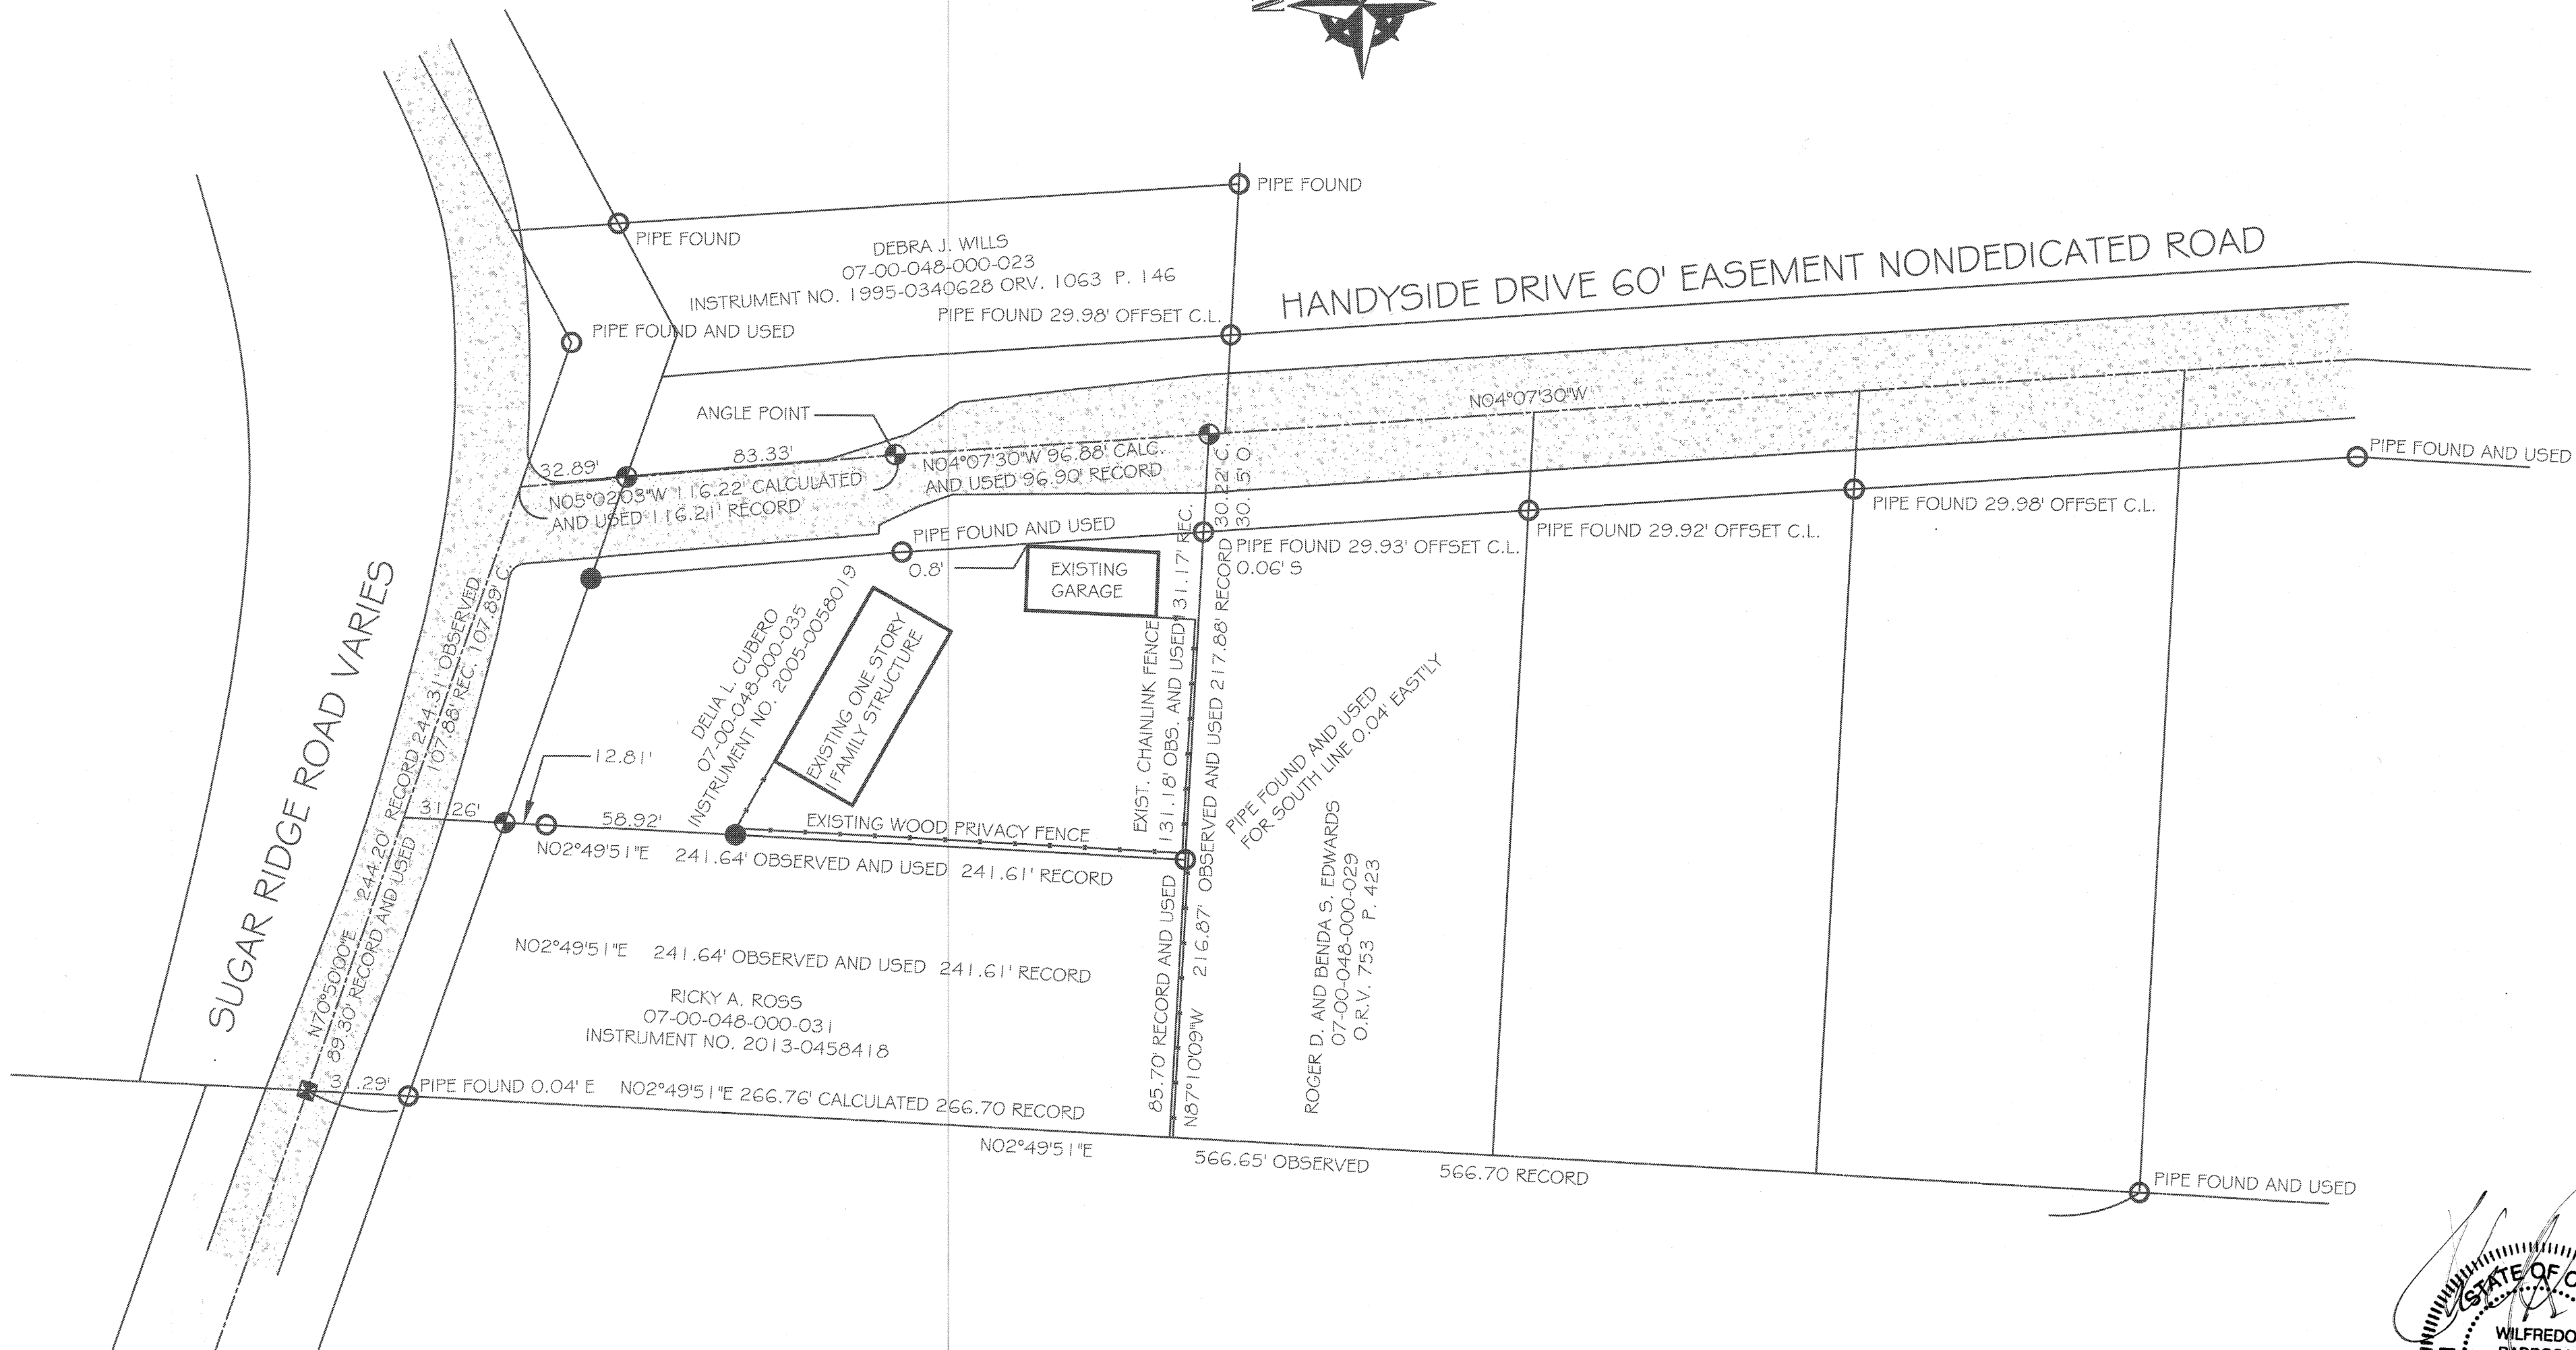 N
PIPE FOUND
PIPE FOUND
DEBRA J. WILLS
07-00-048-000-023
INSTRUMENT NO. 1995-0340628 ORV. 1063 P. 146
PIPE FOUND 29.98' OFFSET C.L.
HANDYSIDE DRIVE 60' EASEMENT NONDEDICATED ROAD
PIPE FOUND AND USED
ANGLE POINT
N04°07'30"W
32.89'
83.33'
N04°07'30"W 96.88' CALC.
AND USED 96.90' RECORD
N05°02'03"W 116.22' CALCULATED
AND USED 116.21' RECORD
30.22' C.
30.15' O.
PIPE FOUND AND USED
PIPE FOUND 29.98' OFFSET C.L.
PIPE FOUND AND USED
PIPE FOUND 29.92' OFFSET C.L.
PIPE FOUND 29.93' OFFSET C.L.
0.06' S
0.8'
EXISTING
GARAGE
SUGAR RIDGE ROAD VARIES
244.20' RECORD 244.31' OBSERVED
107.88' REC. 107.89' C.
DELIA L. CUBERO
07-00-048-000-035
INSTRUMENT NO. 2005-0058019
EXISTING ONE STORY
1 FAMILY STRUCTURE
EXIST. CHAINLINK FENCE
131.18' OBS. AND USED 131.17' REC.
216.87' OBSERVED AND USED 217.88' RECORD
PIPE FOUND AND USED
FOR SOUTH LINE 0.04' EAST'LY
12.81'
31.26'
58.92'
EXISTING WOOD PRIVACY FENCE
N02°49'51"E 241.64' OBSERVED AND USED 241.61' RECORD
N02°49'51"E 241.64' OBSERVED AND USED 241.61' RECORD
RICKY A. ROSS
07-00-048-000-031
INSTRUMENT NO. 2013-0458418
85.70' RECORD AND USED
N87°10'09"W
ROGER D. AND BENDA S. EDWARDS
07-00-048-000-029
O.R.V. 753 P. 423
N70°50'00"E
89.30' RECORD AND USED
31.29'
PIPE FOUND 0.04' E
N02°49'51"E 266.76' CALCULATED 266.70 RECORD
N02°49'51"E 566.65' OBSERVED 566.70 RECORD
PIPE FOUND AND USED
STATE OF
WILFREDO